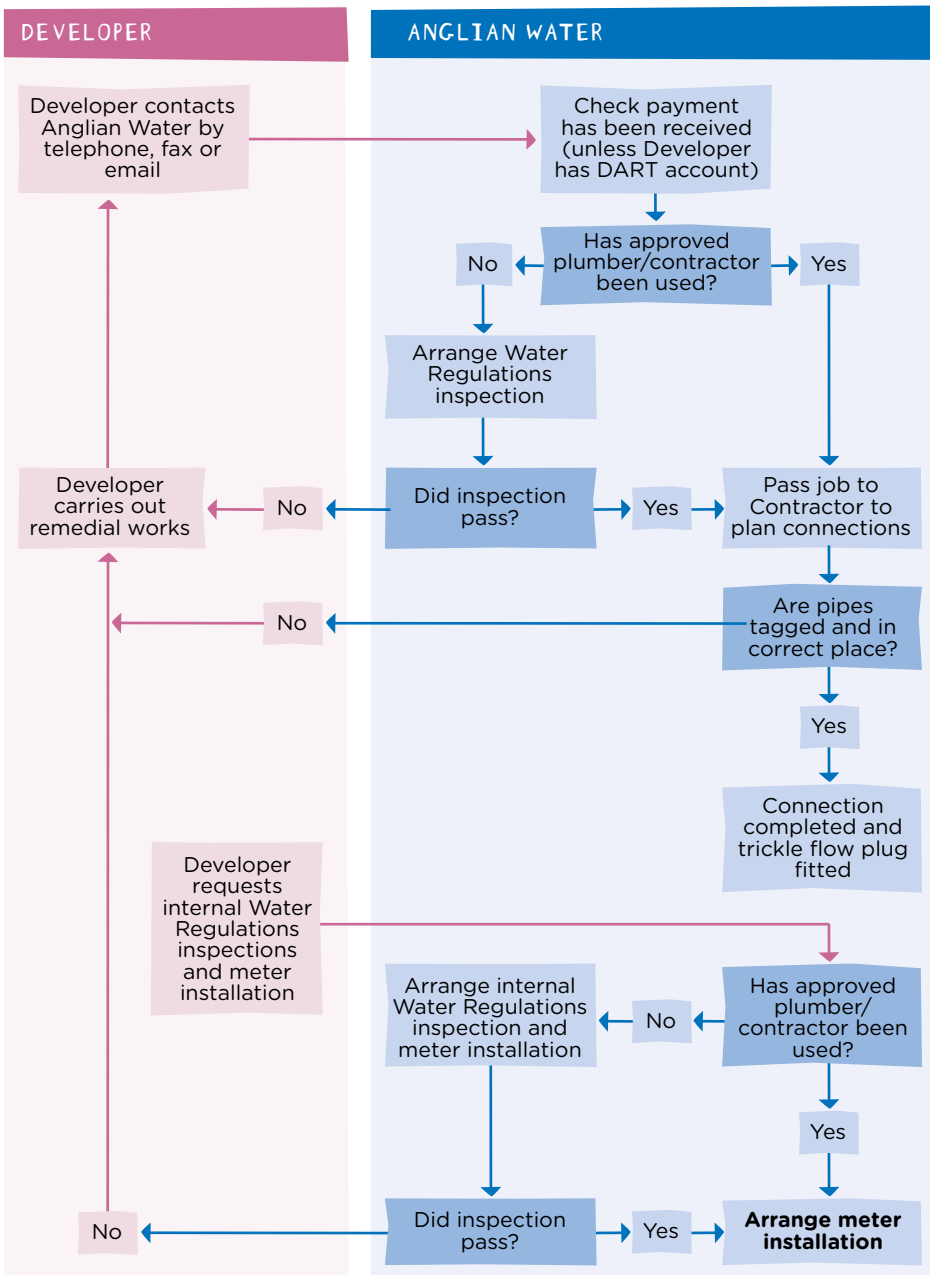 DEVELOPER
ANGLIAN WATER
Developer contacts
Anglian Water by
telephone, fax or
email
Check payment
has been received
(unless Developer
has DART account)
Has approved
plumber/contractor
been used?
No
Yes
Arrange Water
Regulations
inspection
Developer
carries out
remedial works
No
Did inspection
pass?
Yes
Pass job to
Contractor to
plan connections
No
Are pipes
tagged and in
correct place?
Yes
Connection
completed and
trickle flow plug
fitted
Developer
requests
internal Water
Regulations
inspections
and meter
installation
Arrange internal
Water Regulations
inspection and
meter installation
No
Has approved
plumber/
contractor been
used?
Yes
No
Did inspection
pass?
Yes
Arrange meter
installation